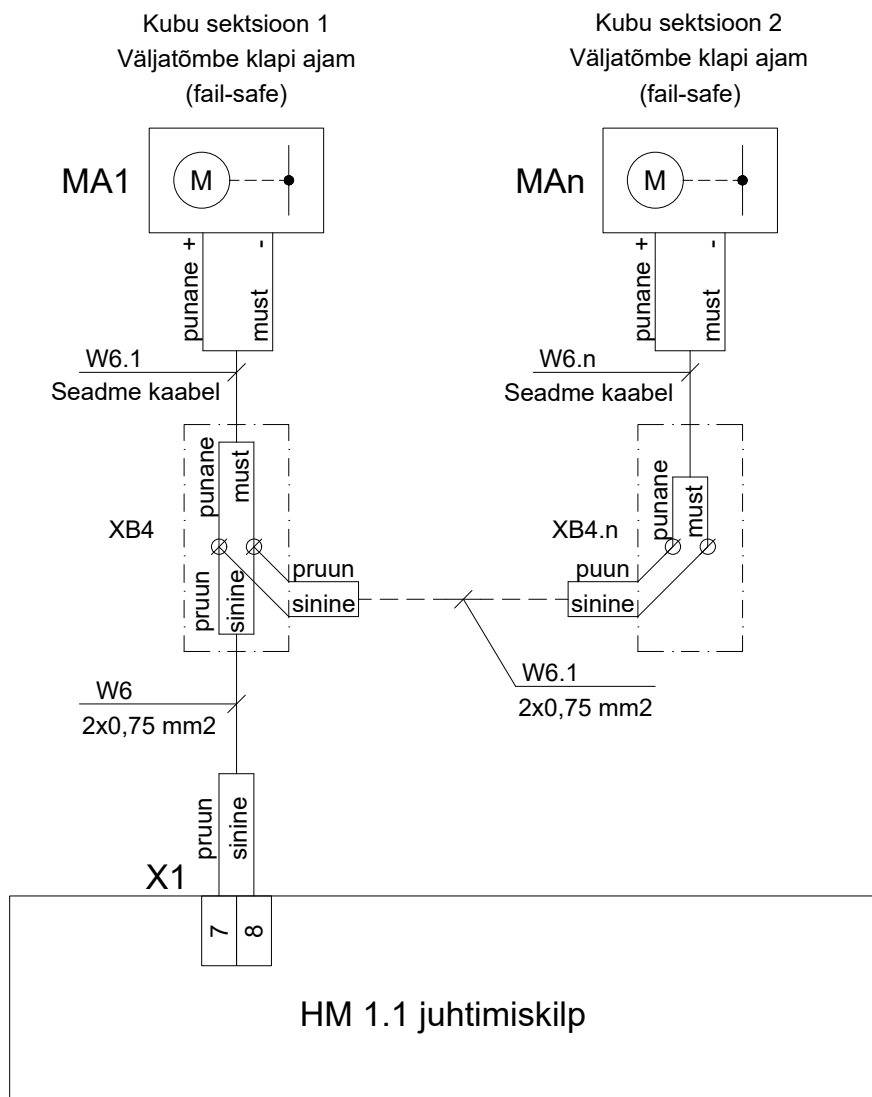 Kubu sektsioon 1
Väljatõmbe klapi ajam
(fail-safe)
Kubu sektsioon 2
Väljatõmbe klapi ajam
(fail-safe)
MA1
M
MAn
M
punane +
must -
punane +
must -
W6.1
Seadme kaabel
W6.n
Seadme kaabel
punane
must
punane
must
XB4
XB4.n
pruun
sinine
pruun
sinine
puun
sinine
W6.1
2x0,75 mm2
W6
2x0,75 mm2
pruun
sinine
X1
7
8
HM 1.1 juhtimiskilp